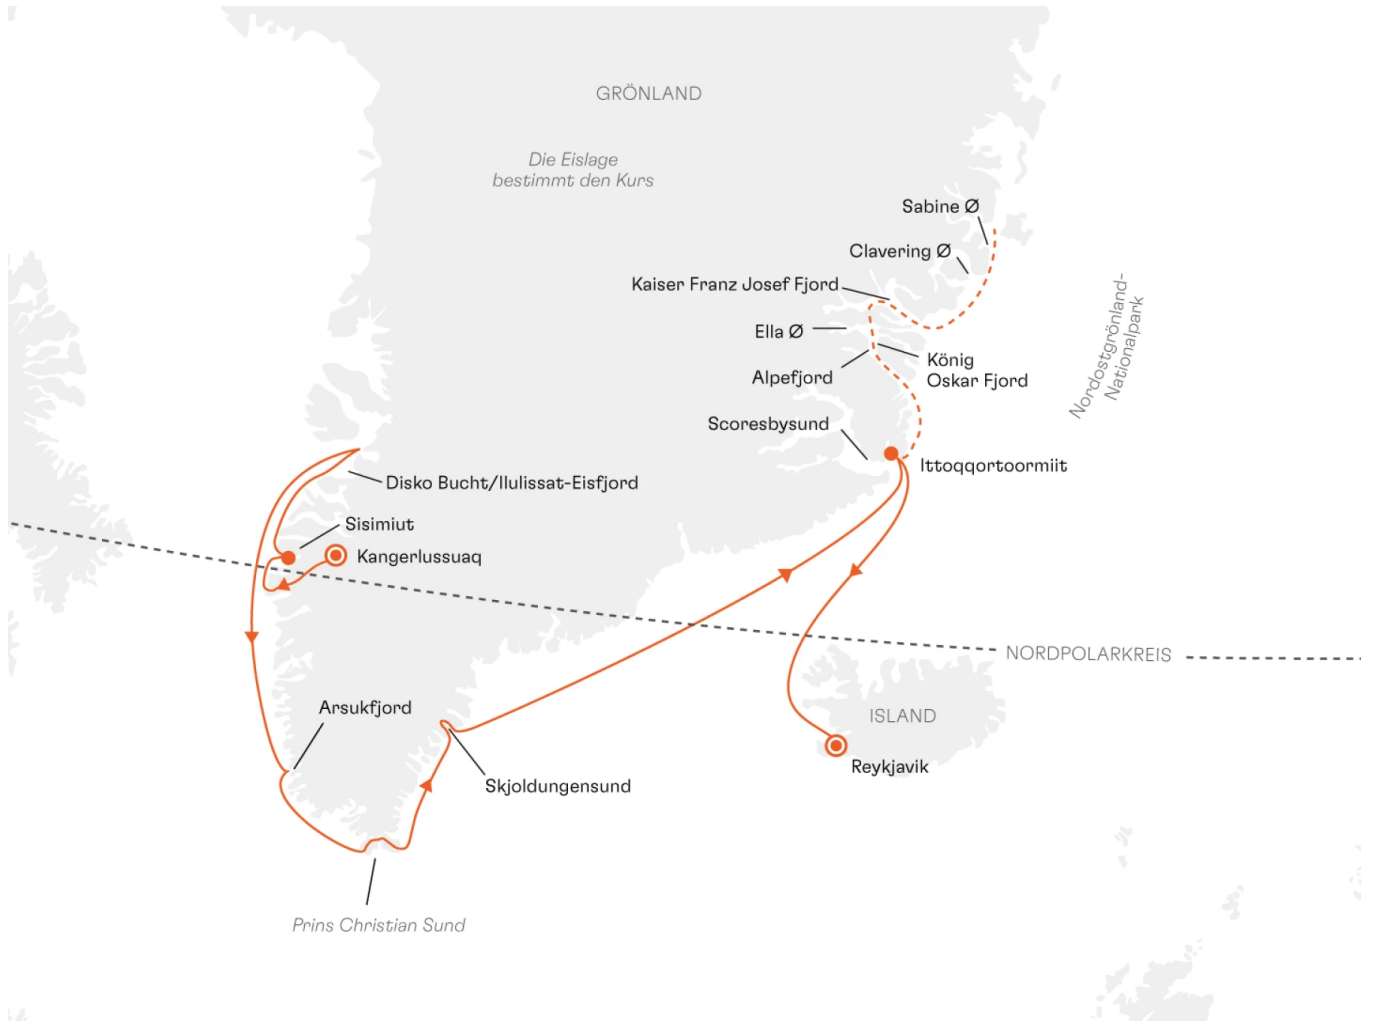 GRÖNLAND
Die Eislage
bestimmt den Kurs
Sabine Ø
Clavering Ø
Kaiser Franz Josef Fjord
Ella Ø
König
Oskar Fjord
Alpefjord
Nordostgrönland-
Nationalpark
Scoresbysund
Ittoqqortoormiit
Disko Bucht/Ilulissat-Eisfjord
Sisimiut
Kangerlussuaq
NORDPOLARKREIS
Arsukfjord
ISLAND
Reykjavik
Skjoldungensund
Prins Christian Sund